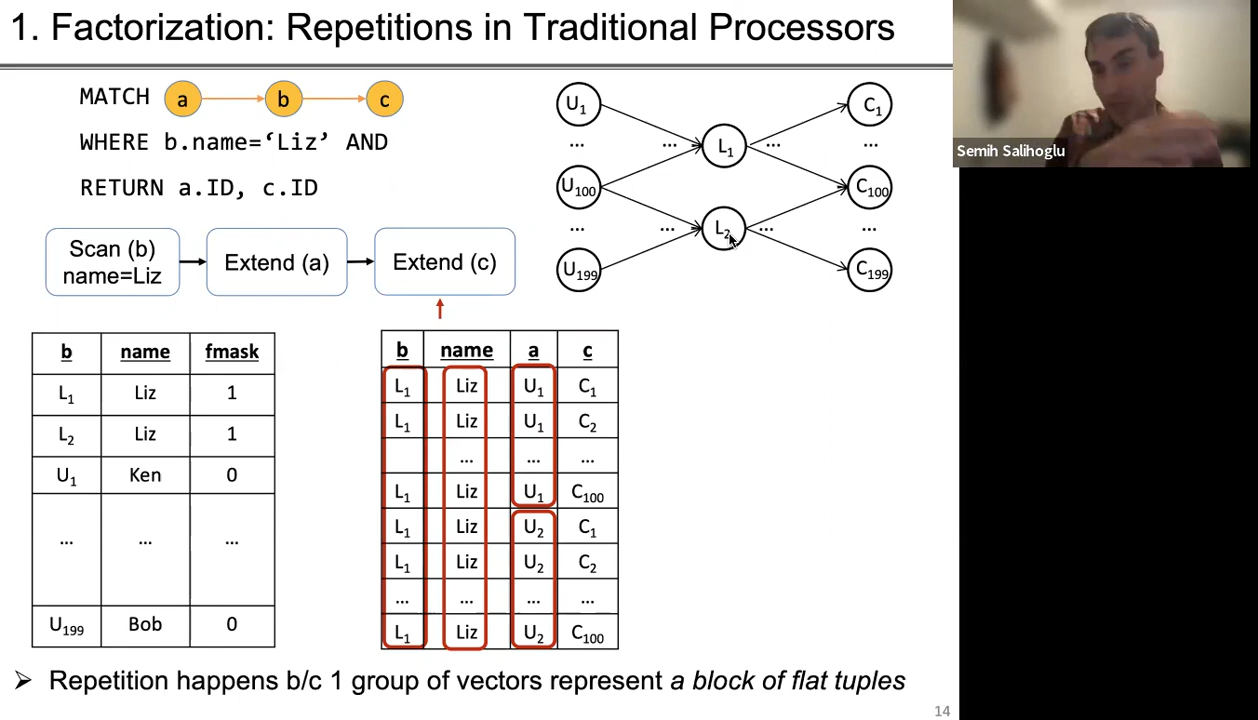 1. Factorization: Repetitions in Traditional Processors
MATCH a b c
WHERE b.name=‘Liz’ AND
RETURN a.ID, c.ID
Scan (b)
name=Liz
Extend (a)
Extend (c)
U1
...
U100
...
U199
... L1 ...
... L2 ...
C1
...
C100
...
C199
Semih Salihoglu
b name fmask
L1 Liz 1
L2 Liz 1
U1 Ken 0
... ... ...
U199 Bob 0
b name a c
L1 Liz U1 C1
L1 Liz U1 C2
... ... ...
L1 Liz U1 C100
L1 Liz U2 C1
L1 Liz U2 C2
... ... ... ...
L1 Liz U2 C100
➢ Repetition happens b/c 1 group of vectors represent a block of flat tuples
14